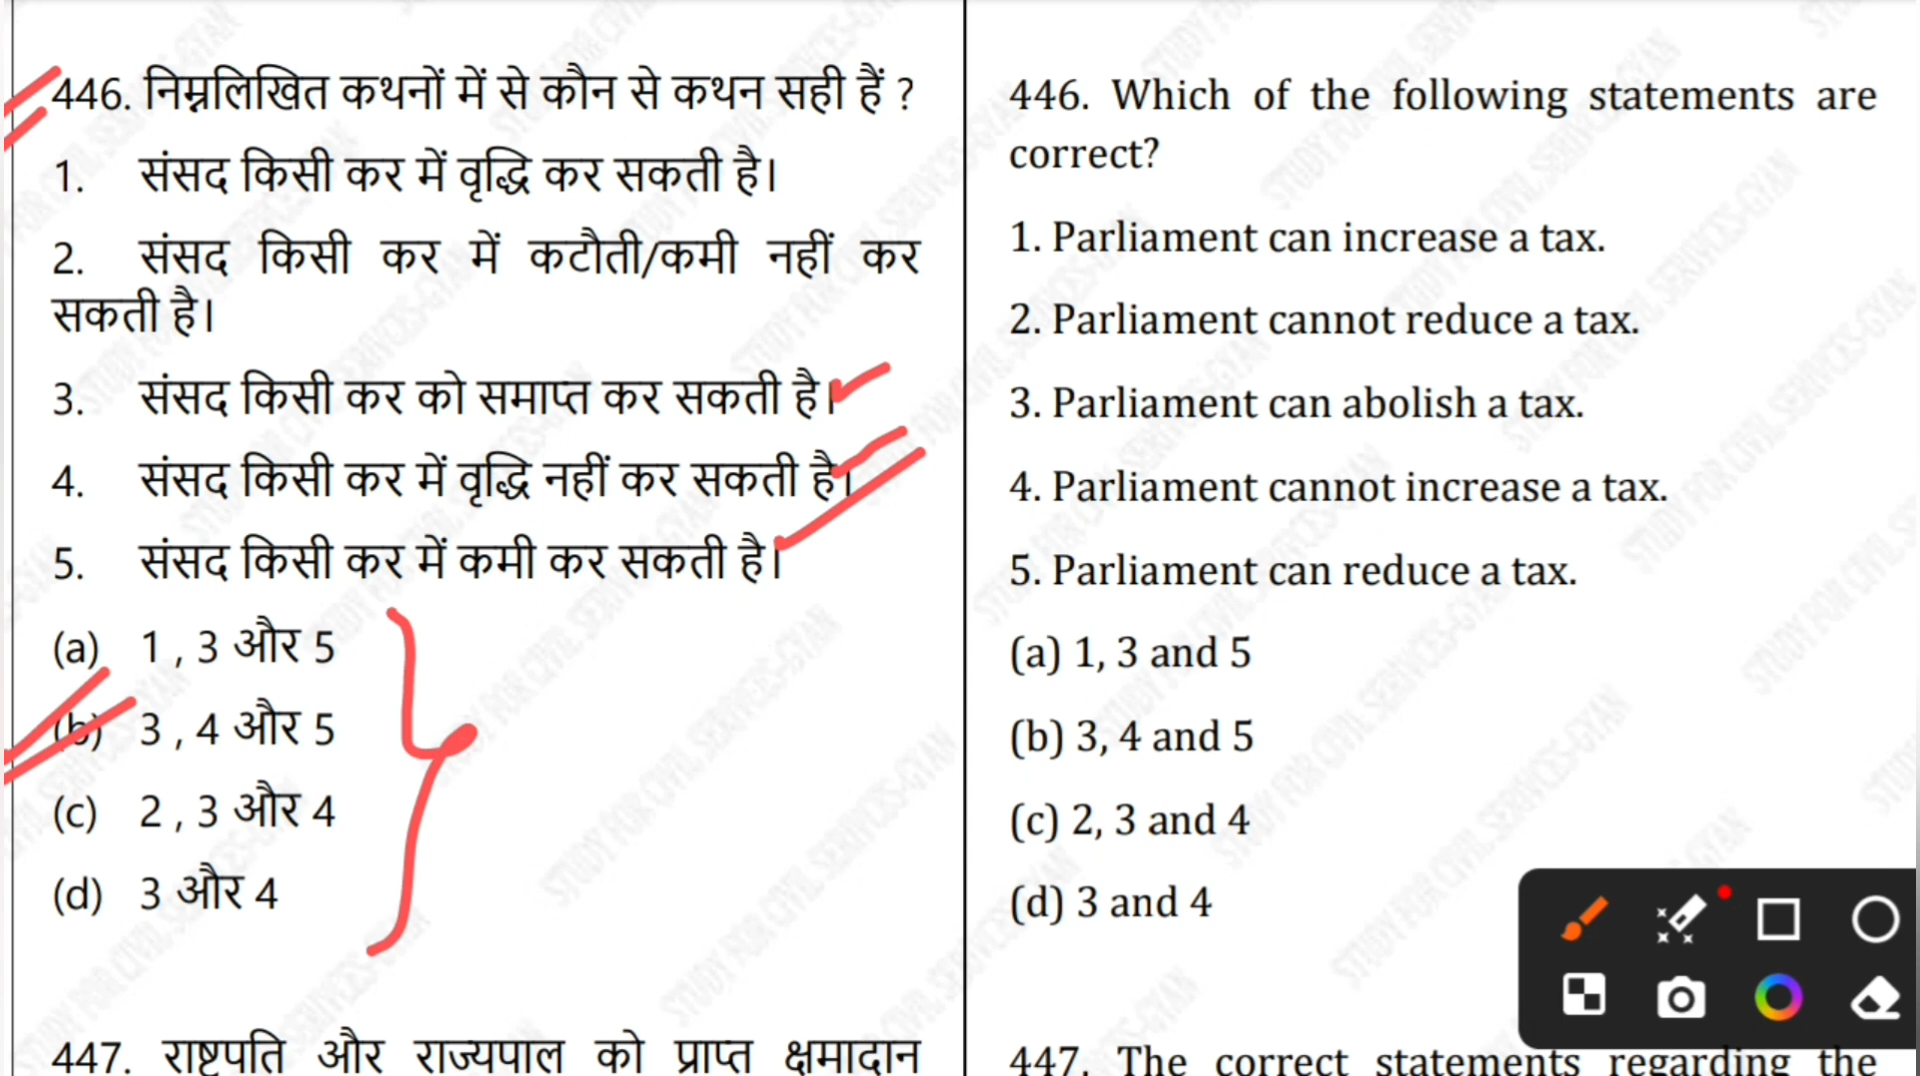 446. निम्नलिखित कथनों में से कौन से कथन सही हैं ?
1. संसद किसी कर में वृद्धि कर सकती है।
2. संसद किसी कर में कटौती/कमी नहीं कर
सकती है।
3. संसद किसी कर को समाप्त कर सकती है।
4. संसद किसी कर में वृद्धि नहीं कर सकती है।
5. संसद किसी कर में कमी कर सकती है।
(a) 1 , 3 और 5
(b) 3 , 4 और 5
(c) 2 , 3 और 4
(d) 3 और 4
447. राष्ट्रपति और राज्यपाल को प्राप्त क्षमादान
446. Which of the following statements are
correct?
1. Parliament can increase a tax.
2. Parliament cannot reduce a tax.
3. Parliament can abolish a tax.
4. Parliament cannot increase a tax.
5. Parliament can reduce a tax.
(a) 1, 3 and 5
(b) 3, 4 and 5
(c) 2, 3 and 4
(d) 3 and 4
447. The correct statements regarding the
STUDY FOR CIVIL SERIVCES-GYAN